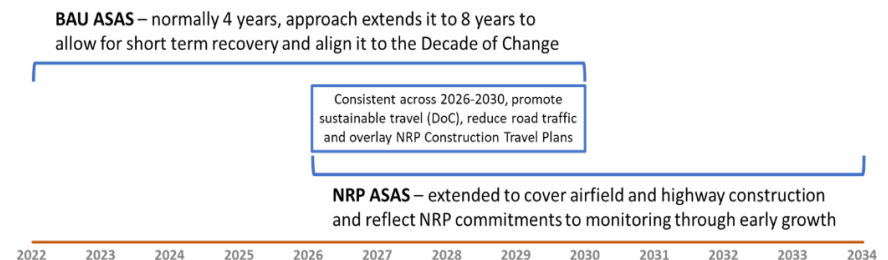 BAU ASAS – normally 4 years, approach extends it to 8 years to
allow for short term recovery and align it to the Decade of Change
Consistent across 2026-2030, promote
sustainable travel (DoC), reduce road traffic
and overlay NRP Construction Travel Plans
NRP ASAS – extended to cover airfield and highway construction
and reflect NRP commitments to monitoring through early growth
2022 2023 2024 2025 2026 2027 2028 2029 2030 2031 2032 2033 2034